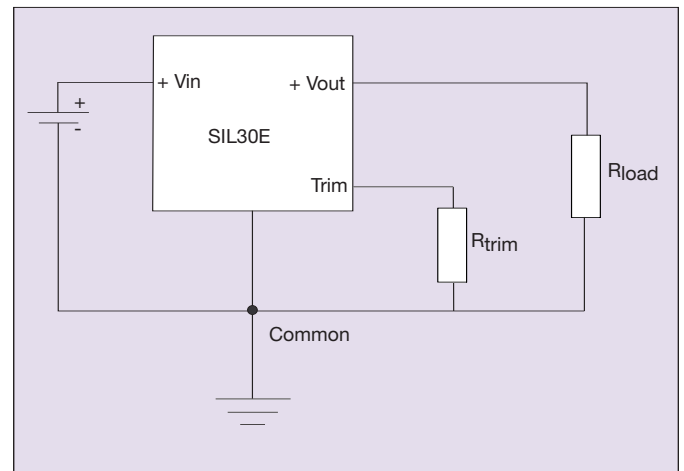 + Vin
+ Vout
+
-
SIL30E
Trim
Rload
Rtrim
Common